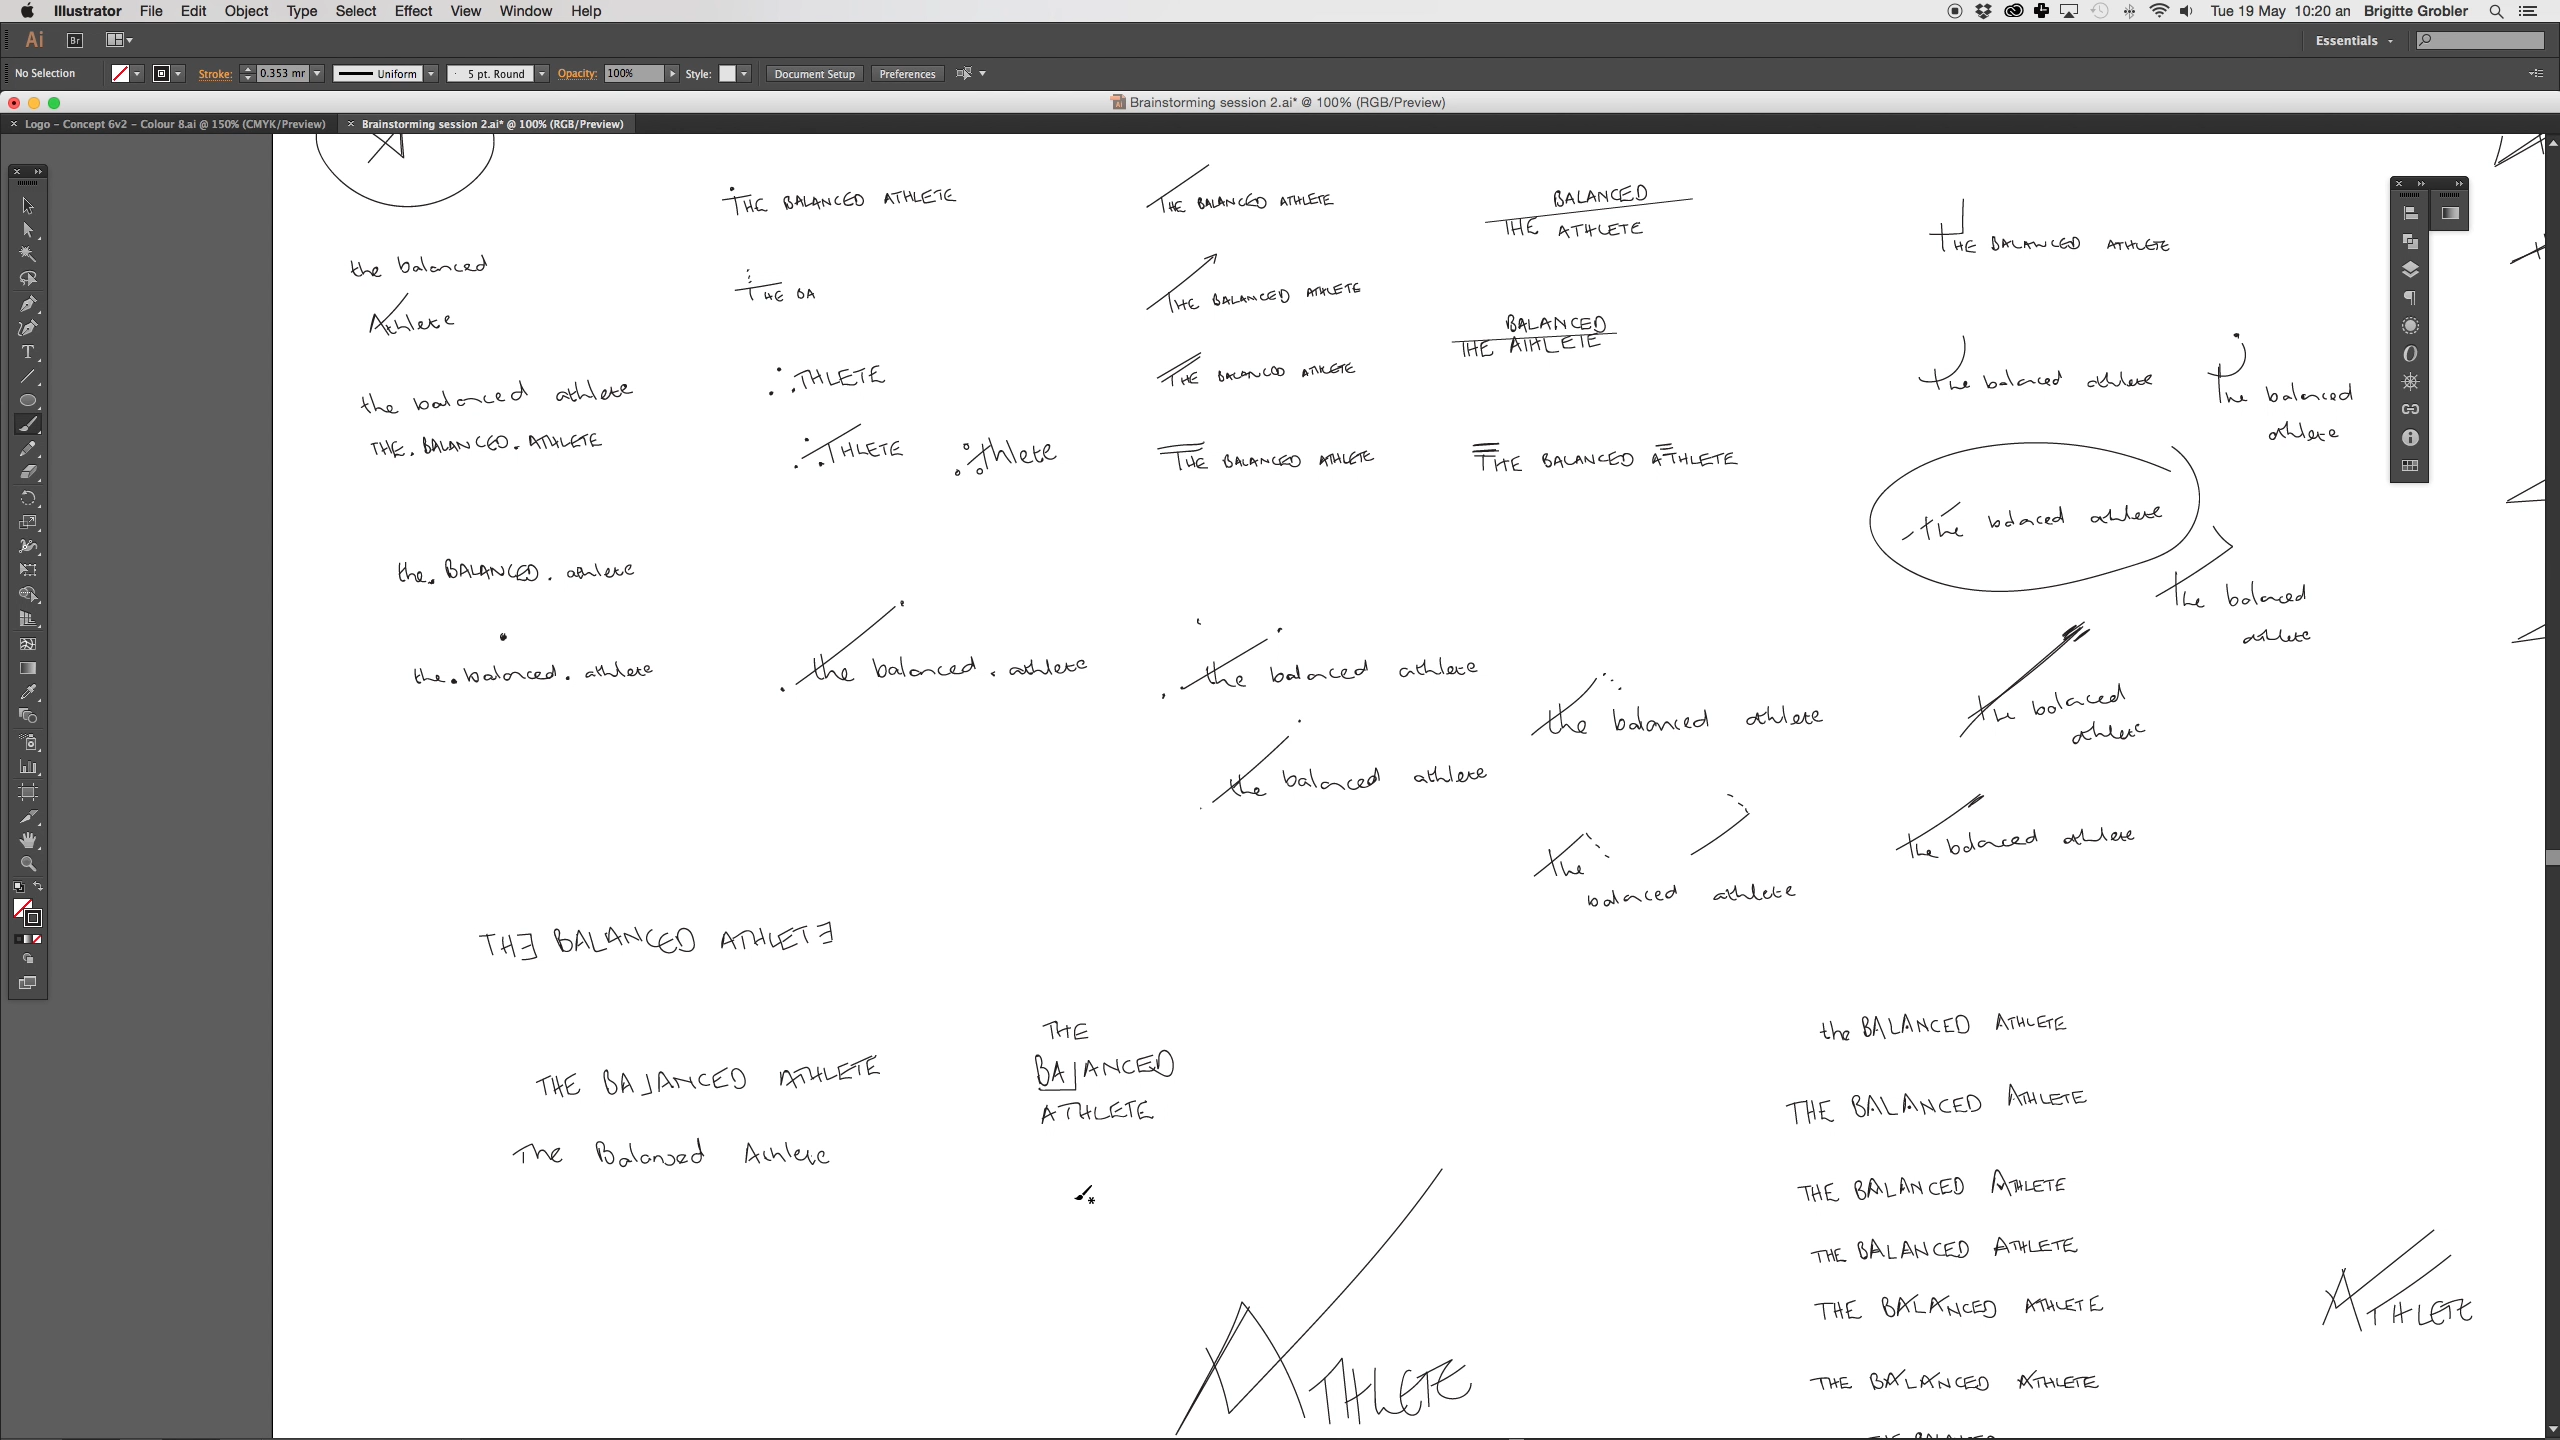 Illustrator File Edit Object Type Select Effect View Window Help Tue 19 May 10:20 an Brigitte Grobler
Ai Br Essentials
No Selection Stroke: 0.353 mr Uniform 5 pt. Round Opacity: 100% Style: Document Setup Preferences
Brainstorming session 2.ai* @ 100% (RGB/Preview)
Logo - Concept 6v2 - Colour 8.ai @ 150% (CMYK/Preview) Brainstorming session 2.ai* @ 100% (RGB/Preview)
the balanced
Athlete
the balanced athlete
THE. BALANCED. ATHLETE
the. BALANCED. athlete
the. balanced. athlete
THE BALANCED ATHLETE
THE BA
THLETE
THLETE
thlete
the balanced. athlete
THE BALANCED ATHLETE
THE BALANCED ATHLETE
THE BALANCED ATHLETE
THE BALANCED ATHLETE
the balanced athlete
the balanced athlete
BALANCED
THE ATHLETE
BALANCED
THE ATHLETE
THE BALANCED ATHLETE
the balanced athlete
the
balanced athlete
THE BALANCED ATHLETE
the balanced athlete
the balanced
athlete
the balanced athlete
the balanced
athlete
the balanced
athlete
the balanced athlete
THƎ BALANCED ATHLETƎ
THE BALANCED ATHLETE
The Balanced Athlete
THE
BALANCED
ATHLETE
ATHLETE
the BALANCED ATHLETE
THE BALANCED ATHLETE
THE BALANCED ATHLETE
THE BALANCED ATHLETE
THE BALANCED ATHLETE
THE BALANCED ATHLETE
ATHLETE